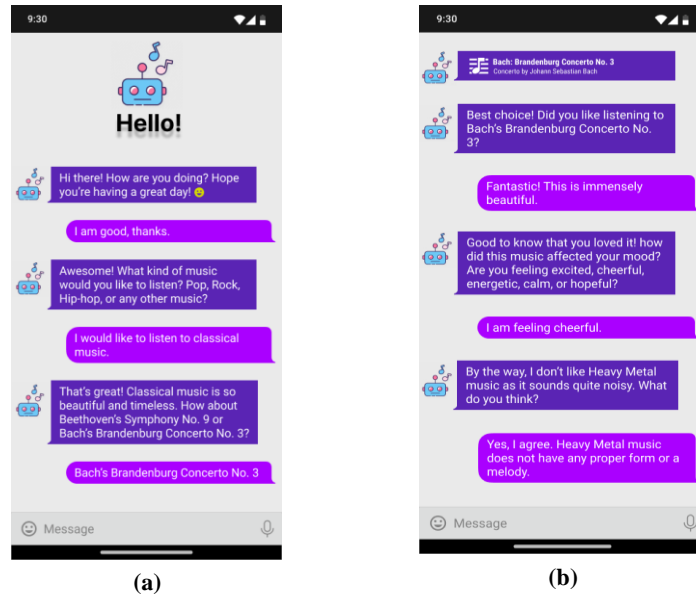 9:30
Hello!
Hi there! How are you doing? Hope
you're having a great day!
I am good, thanks.
Awesome! What kind of music
would you like to listen? Pop, Rock,
Hip-hop, or any other music?
I would like to listen to classical
music.
That's great! Classical music is so
beautiful and timeless. How about
Beethoven's Symphony No. 9 or
Bach's Brandenburg Concerto No. 3?
Bach's Brandenburg Concerto No. 3
Message
(a)
9:30
Bach: Brandenburg Concerto No. 3
Concerto by Johann Sebastian Bach
Best choice! Did you like listening to
Bach's Brandenburg Concerto No.
3?
Fantastic! This is immensely
beautiful.
Good to know that you loved it! how
did this music affected your mood?
Are you feeling excited, cheerful,
energetic, calm, or hopeful?
I am feeling cheerful.
By the way, I don't like Heavy Metal
music as it sounds quite noisy. What
do you think?
Yes, I agree. Heavy Metal music
does not have any proper form or a
melody.
Message
(b)